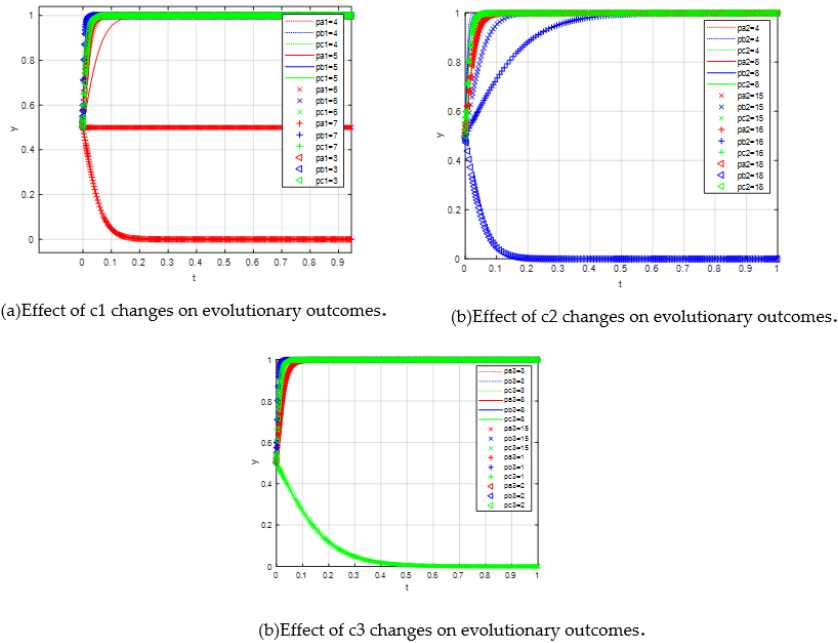 1
0.8
0.6
0.4
0.2
0
y
0 0.1 0.2 0.3 0.4 0.5 0.6 0.7 0.8 0.9
t
pa1=4
pb1=4
pc1=4
pa1=5
pb1=5
pc1=5
pa1=6
pb1=6
pc1=6
pa1=7
pb1=7
pc1=7
pa1=3
pb1=3
pc1=3
(a)Effect of c1 changes on evolutionary outcomes.
1
0.8
0.6
0.4
0.2
0
y
0 0.1 0.2 0.3 0.4 0.5 0.6 0.7 0.8 0.9 1
t
pa2=4
pb2=4
pc2=4
pa2=8
pb2=8
pc2=8
pa2=15
pb2=15
pc2=15
pa2=16
pb2=16
pc2=16
pa2=18
pb2=18
pc2=18
(b)Effect of c2 changes on evolutionary outcomes.
1
0.8
0.6
0.4
0.2
0
y
0 0.1 0.2 0.3 0.4 0.5 0.6 0.7 0.8 0.9 1
t
pa3=3
pb3=3
pc3=3
pa3=8
pb3=8
pc3=8
pa3=15
pb3=15
pc3=15
pa3=1
pb3=1
pc3=1
pa3=2
pb3=2
pc3=2
(b)Effect of c3 changes on evolutionary outcomes.